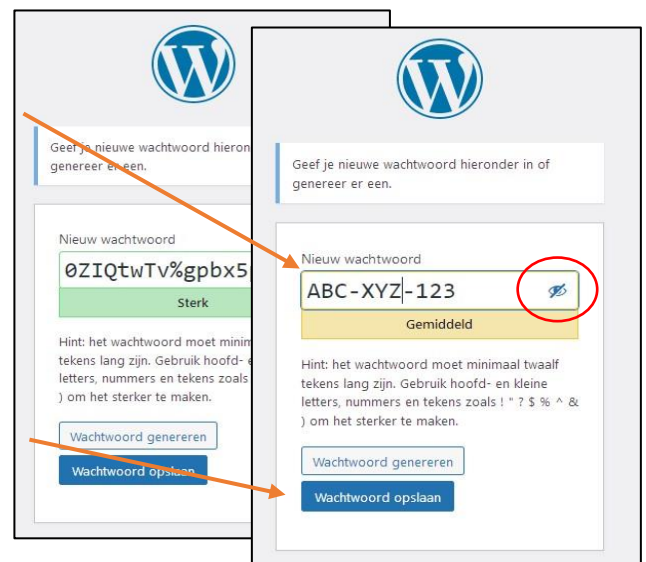 Geef je nieuwe wachtwoord hieron
genereer er een.
Nieuw wachtwoord
0ZIQtwTv%gpbx5
Sterk
Hint: het wachtwoord moet minim
tekens lang zijn. Gebruik hoofd- e
letters, nummers en tekens zoals
) om het sterker te maken.
Wachtwoord genereren
Wachtwoord opslaan
Geef je nieuwe wachtwoord hieronder in of
genereer er een.
Nieuw wachtwoord
ABC-XYZ-123
Gemiddeld
Hint: het wachtwoord moet minimaal twaalf
tekens lang zijn. Gebruik hoofd- en kleine
letters, nummers en tekens zoals ! " ? $ % ^ &
) om het sterker te maken.
Wachtwoord genereren
Wachtwoord opslaan